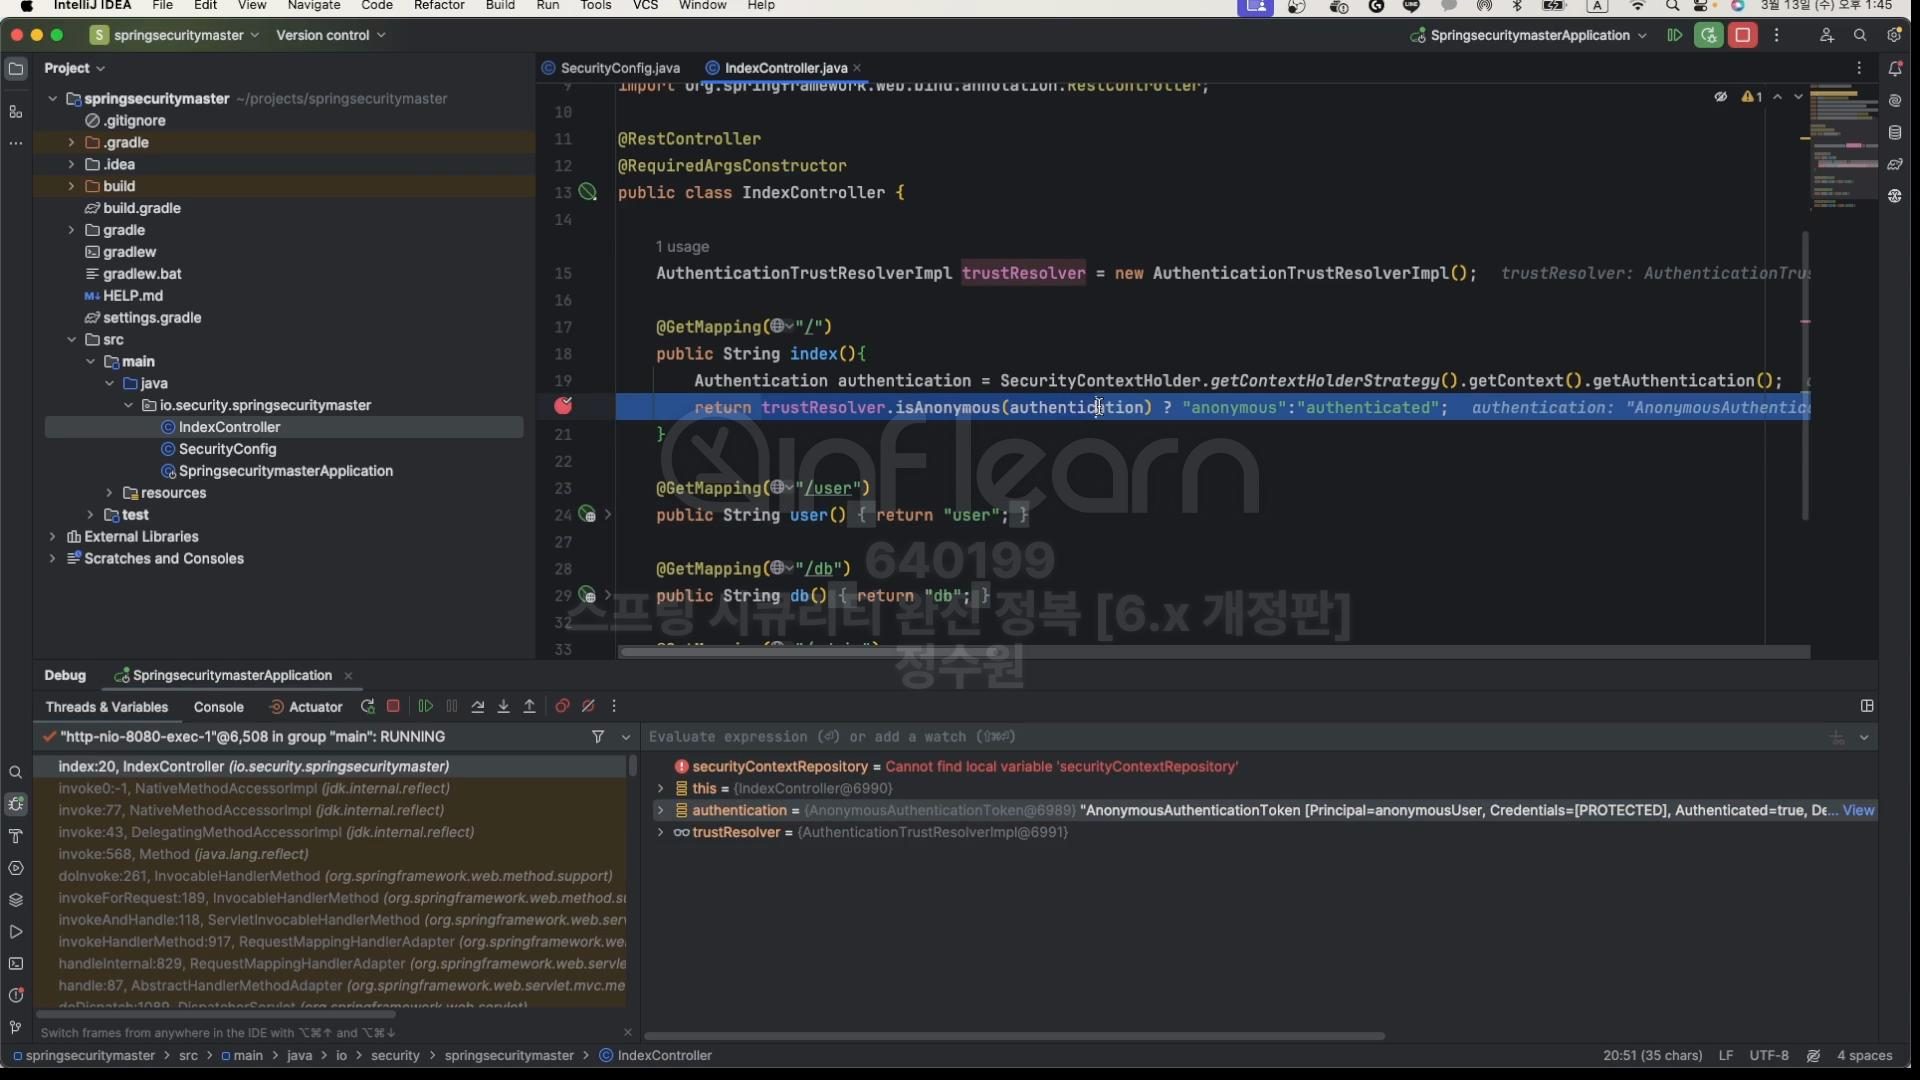 IntelliJ IDEA File Edit View Navigate Code Refactor Build Run Tools VCS Window Help
3월 13일 (수) 오후 1:45
springsecuritymaster Version control
SpringsecuritymasterApplication
Project
SecurityConfig.java IndexController.java
springsecuritymaster ~/projects/springsecuritymaster
.gitignore
.gradle
.idea
build
build.gradle
gradle
gradlew
gradlew.bat
HELP.md
settings.gradle
src
main
java
io.security.springsecuritymaster
IndexController
SecurityConfig
SpringsecuritymasterApplication
resources
test
External Libraries
Scratches and Consoles
9 import org.springframework.web.bind.annotation.RestController;
10
11 @RestController
12 @RequiredArgsConstructor
13 public class IndexController {
14
1 usage
15 AuthenticationTrustResolverImpl trustResolver = new AuthenticationTrustResolverImpl(); trustResolver: AuthenticationTrus
16
17 @GetMapping("/")
18 public String index(){
19 Authentication authentication = SecurityContextHolder.getContextHolderStrategy().getContext().getAuthentication();
return trustResolver.isAnonymous(authentication) ? "anonymous":"authenticated"; authentication: "AnonymousAuthentic
21 }
22
23 @GetMapping("/user")
24 public String user() { return "user"; }
27
28 @GetMapping("/db")
29 public String db() { return "db"; }
32
33
1
inflearn
640199
스프링 시큐리티 완전 정복 [6.x 개정판]
정수원
Debug SpringsecuritymasterApplication
Threads & Variables Console Actuator
"http-nio-8080-exec-1"@6,508 in group "main": RUNNING
index:20, IndexController (io.security.springsecuritymaster)
invoke0:-1, NativeMethodAccessorImpl (jdk.internal.reflect)
invoke:77, NativeMethodAccessorImpl (jdk.internal.reflect)
invoke:43, DelegatingMethodAccessorImpl (jdk.internal.reflect)
invoke:568, Method (java.lang.reflect)
doInvoke:261, InvocableHandlerMethod (org.springframework.web.method.support)
invokeForRequest:189, InvocableHandlerMethod (org.springframework.web.method.su
invokeAndHandle:118, ServletInvocableHandlerMethod (org.springframework.web.serv
invokeHandlerMethod:917, RequestMappingHandlerAdapter (org.springframework.we
handleInternal:829, RequestMappingHandlerAdapter (org.springframework.web.servle
handle:87, AbstractHandlerMethodAdapter (org.springframework.web.servlet.mvc.me
doDispatch:1089, DispatcherServlet (org.springframework.web.servlet)
Switch frames from anywhere in the IDE with ⌥⌘↑ and ⌥⌘↓
Evaluate expression (⏎) or add a watch (⇧⌘⏎)
securityContextRepository = Cannot find local variable 'securityContextRepository'
this = {IndexController@6990}
authentication = {AnonymousAuthenticationToken@6989} "AnonymousAuthenticationToken [Principal=anonymousUser, Credentials=[PROTECTED], Authenticated=true, De... View
trustResolver = {AuthenticationTrustResolverImpl@6991}
springsecuritymaster > src > main > java > io > security > springsecuritymaster > IndexController
20:51 (35 chars) LF UTF-8 4 spaces